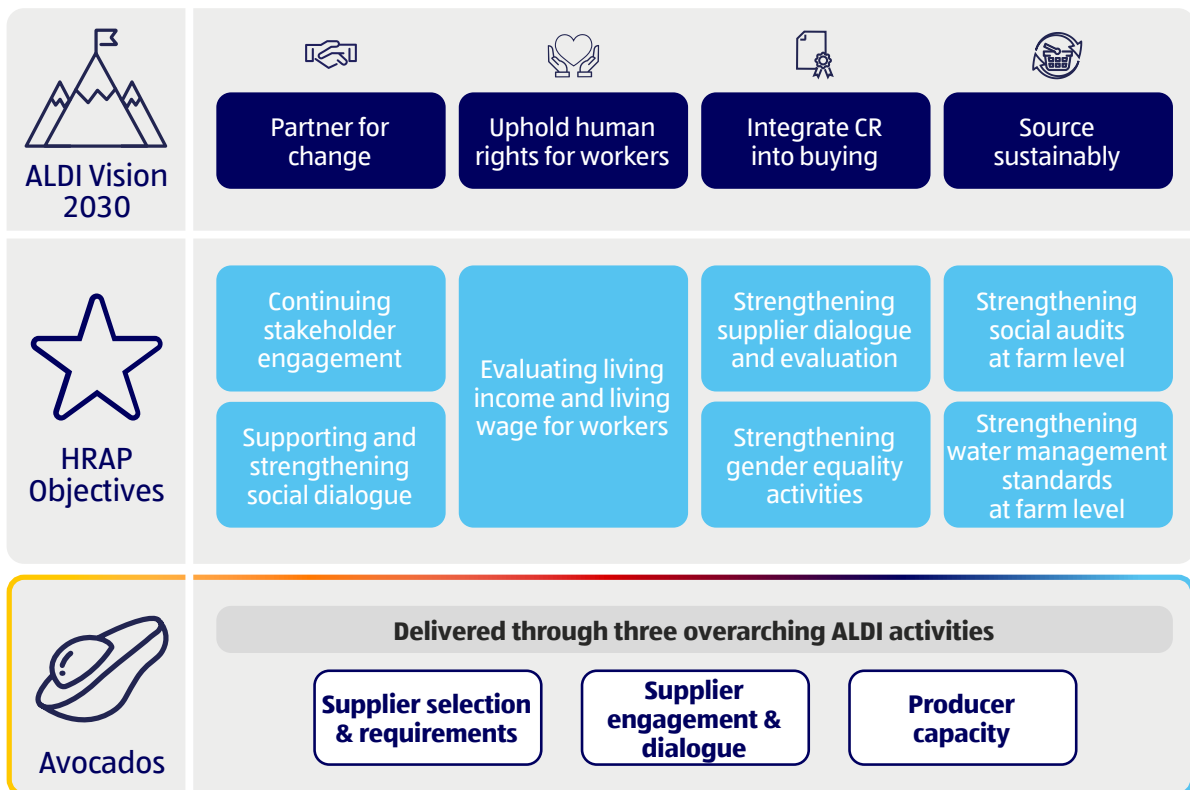 ALDI Vision
2030
Partner for
change
Uphold human
rights for workers
Integrate CR
into buying
Source
sustainably
HRAP
Objectives
Continuing
stakeholder
engagement
Supporting and
strengthening
social dialogue
Evaluating living
income and living
wage for workers
Strengthening
supplier dialogue
and evaluation
Strengthening
gender equality
activities
Strengthening
social audits
at farm level
Strengthening
water management
standards
at farm level
Avocados
Delivered through three overarching ALDI activities
Supplier selection
& requirements
Supplier
engagement &
dialogue
Producer
capacity